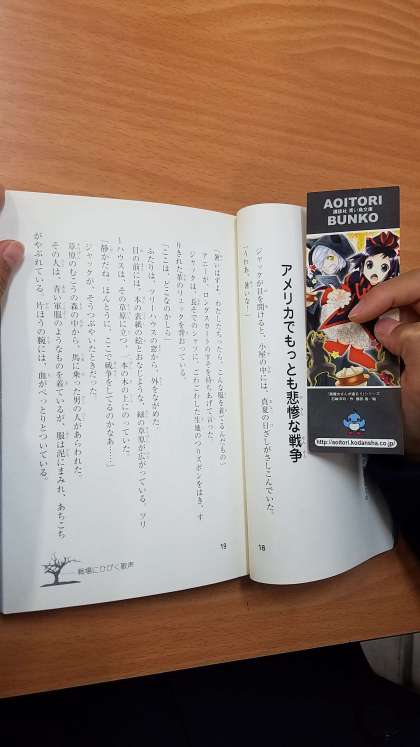 アメリカでもっとも悲惨な戦争
ジャックが目を開けると、小屋の中には、真夏の日ざしがさしこんでいた。
「うわあ、暑いな!」
18
「暑いはずよ。わたしたちったら、こんな服を着てるんだもの」
アニーが、ロングスカートのすそを持ちあげて言った。
ジャックは、長そでのシャツに、ごわごわした生地のつりズボンをはき、す
りきれた革のリュックを背おっている。
「ここは、どこなのかしら?」
ふたりは、ツリーハウスの窓から、外をながめた。
目の前には、本の表紙の絵とおなじような、緑の草原が広がっている。ツリ
ーハウスは、その草原に立つ、一本の木の上にのっていた。
「静かだね。ほんとうに、ここで戦争をしてるのかなあ……」
ジャックが、そうつぶやいたときだった。
草原のむこうの森の中から、馬に乗った男の人があらわれた。
その人は、青い軍服のようなものを着ているが、服は泥にまみれ、あちこち
がやぶれている。片ほうの腕には、血がべっとりとついている。
19
戦場にひびく歌声
AOITORI
講談社 青い鳥文庫
BUNKO
http://aoitori.kodansha.co.jp/